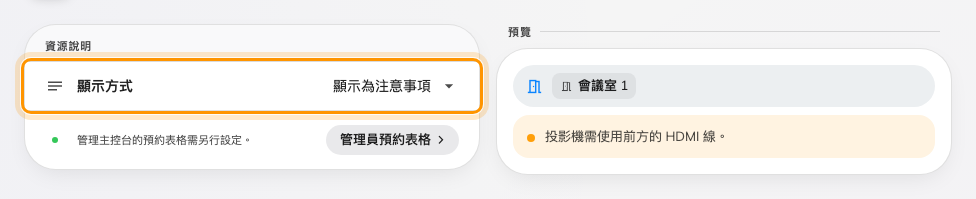 資源說明
顯示方式
顯示為注意事項
管理主控台的預約表格需另行設定。
管理員預約表格
預覽
會議室 1
投影機需使用前方的 HDMI 線。